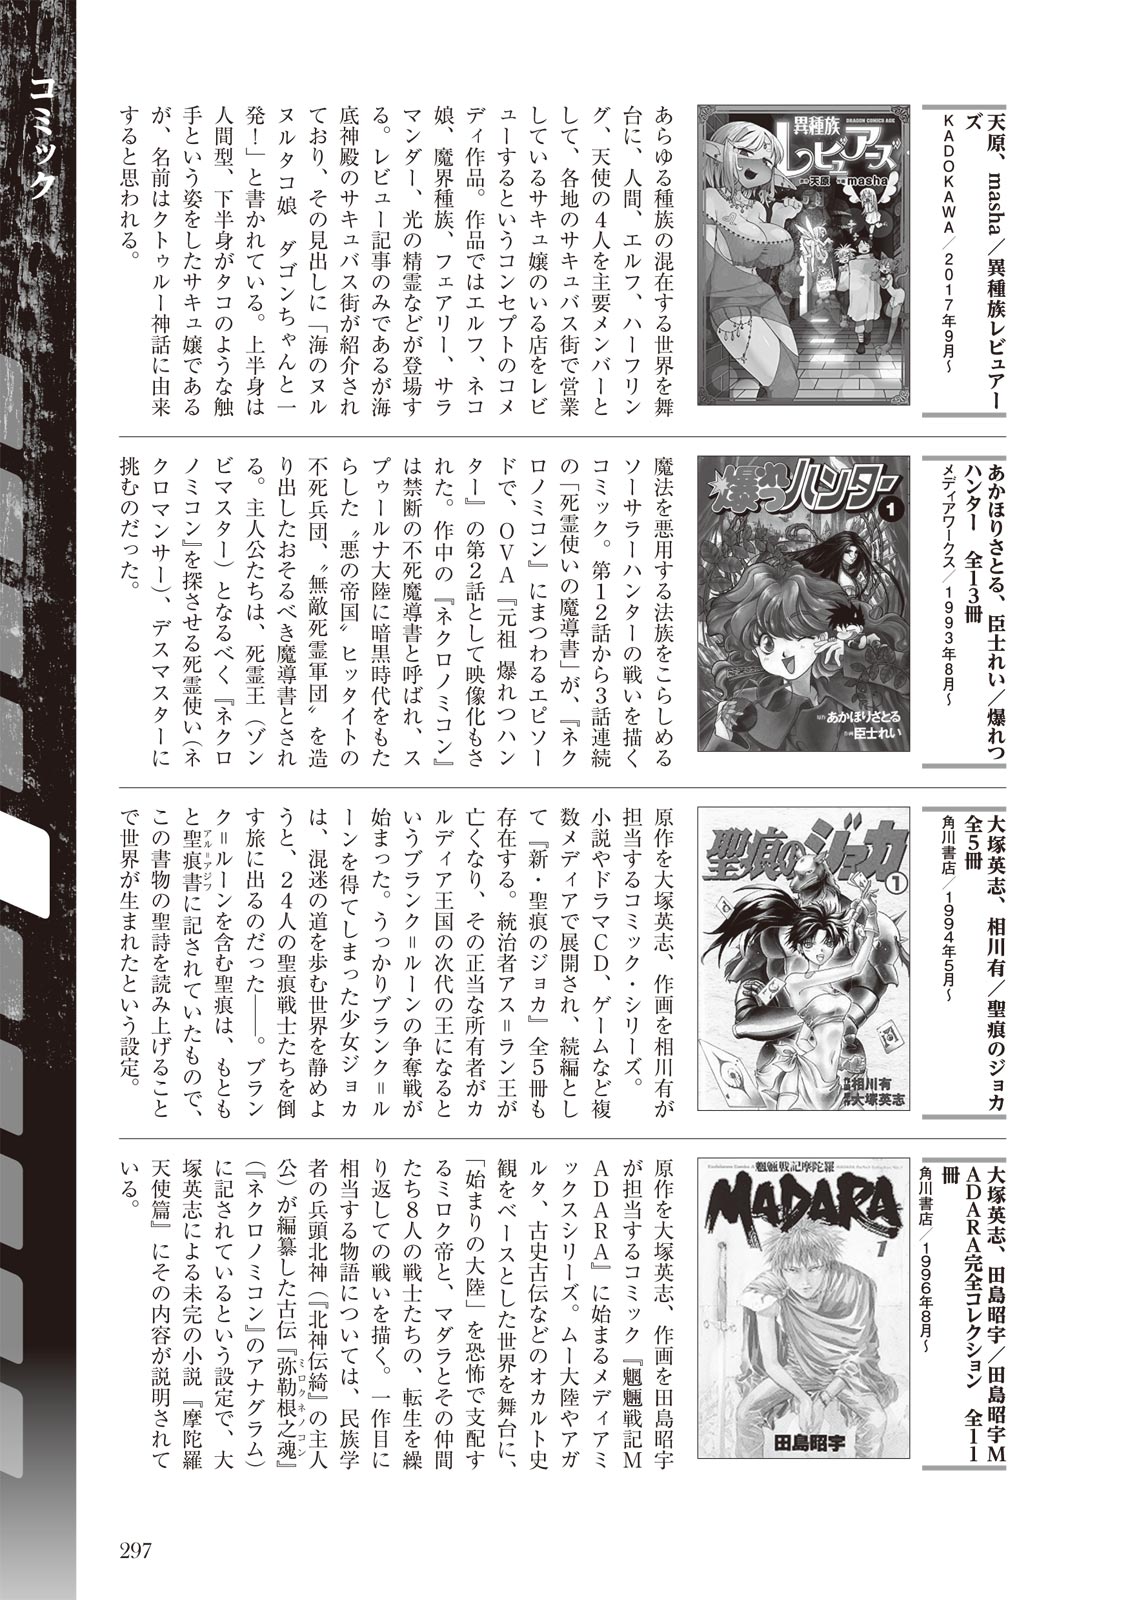 コミック
天原、masha／異種族レビュアー
ズ
KADOKAWA／2017年9月〜
DRAGON COMICS AGE
異種族
レビュアーズ
天原
masha
あらゆる種族の混在する世界を舞
台に、人間、エルフ、ハーフリン
グ、天使の4人を主要メンバーと
して、各地のサキュバス街で営業
しているサキュ嬢のいる店をレビ
ューするというコンセプトのコメ
ディ作品。作品ではエルフ、ネコ
娘、魔界種族、フェアリー、サラ
マンダー、光の精霊などが登場す
る。レビュー記事のみであるが海
底神殿のサキュバス街が紹介され
ており、その見出しに「海のヌル
ヌルタコ娘　ダゴンちゃんと一
発！」と書かれている。上半身は
人間型、下半身がタコのような触
手という姿をしたサキュ嬢である
が、名前はクトゥルー神話に由来
すると思われる。
あかほりさとる、臣士れい／爆れつ
ハンター　全13冊
メディアワークス／1993年8月〜
爆れつハンター
1
原作 あかほりさとる
作画 臣士れい
魔法を悪用する法族をこらしめる
ソーサラーハンターの戦いを描く
コミック。第12話から3話連続
の「死霊使いの魔導書」が、『ネク
ロノミコン』にまつわるエピソー
ドで、OVA『元祖 爆れつハン
ター』の第2話として映像化もさ
れた。作中の『ネクロノミコン』
は禁断の不死魔導書と呼ばれ、ス
プゥールナ大陸に暗黒時代をもた
らした〝悪の帝国〟ヒッタイトの
不死兵団、〝無敵死霊軍団〟を造
り出したおそるべき魔導書とされ
る。主人公たちは、死霊王（ゾン
ビマスター）となるべく『ネクロ
ノミコン』を探させる死霊使い（ネ
クロマンサー）、デスマスターに
挑むのだった。
大塚英志、相川有／聖痕のジョカ
全5冊
角川書店／1994年5月〜
聖痕のジョカ
1
相川有
大塚英志
原作を大塚英志、作画を相川有が
担当するコミック・シリーズ。
小説やドラマCD、ゲームなど複
数メディアで展開され、続編とし
て『新・聖痕のジョカ』全5冊も
存在する。統治者アス＝ラン王が
亡くなり、その正当な所有者がカ
ルディア王国の次代の王になると
いうブランク＝ルーンの争奪戦が
始まった。うっかりブランク＝ル
ーンを得てしまった少女ジョカ
は、混迷の道を歩む世界を静めよ
うと、24人の聖痕戦士たちを倒
す旅に出るのだった――。ブラン
ク＝ルーンを含む聖痕は、もとも
と聖痕書に記されていたもので、
アル＝アジフ
この書物の聖詩を読み上げること
で世界が生まれたという設定。
大塚英志、田島昭宇／田島昭宇M
ADARA完全コレクション　全11
冊
角川書店／1996年8月〜
魍魎戦記摩陀羅
MADARA
1
田島昭宇
原作を大塚英志、作画を田島昭宇
が担当するコミック『魍魎戦記M
ADARA』に始まるメディアミ
ックスシリーズ。ムー大陸やアガ
ルタ、古史古伝などのオカルト史
観をベースとした世界を舞台に、
「始まりの大陸」を恐怖で支配す
るミロク帝と、マダラとその仲間
たち8人の戦士たちの、転生を繰
り返しての戦いを描く。一作目に
相当する物語については、民族学
者の兵頭北神（『北神伝綺』の主人
公）が編纂した古伝『弥勒根之魂』
ミロクネノコン
（『ネクロノミコン』のアナグラム）
に記されているという設定で、大
塚英志による未完の小説『摩陀羅
天使篇』にその内容が説明されて
いる。
297